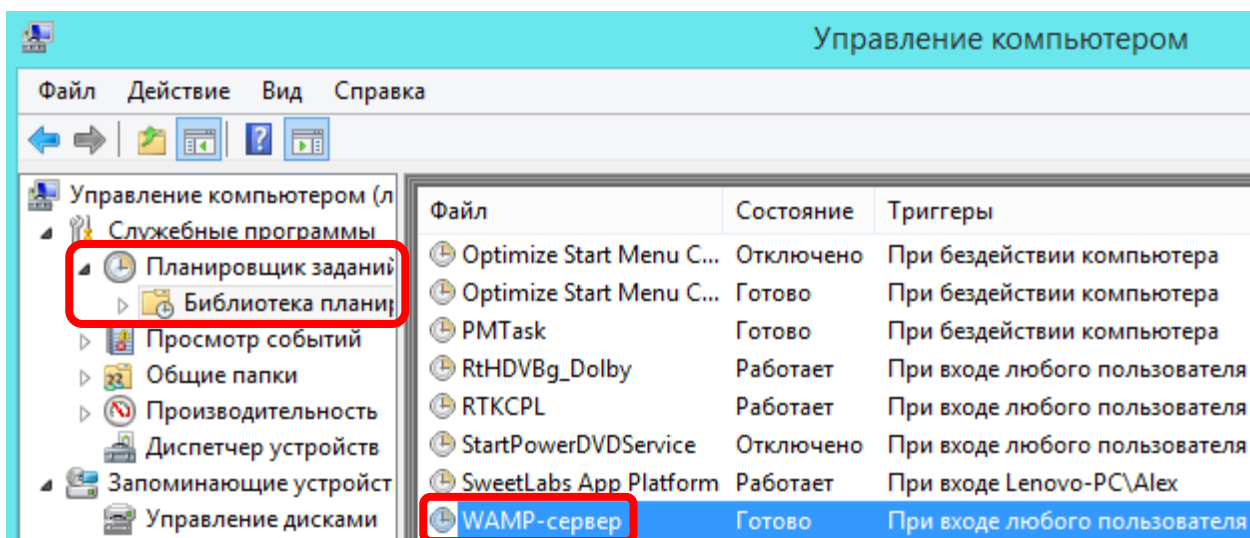 Управление компьютером
Файл Действие Вид Справка
Управление компьютером (л
Служебные программы
Планировщик заданий
Библиотека планир
Просмотр событий
Общие папки
Производительность
Диспетчер устройств
Запоминающие устройст
Управление дисками
Файл Состояние Триггеры
Optimize Start Menu C... Отключено При бездействии компьютера
Optimize Start Menu C... Готово При бездействии компьютера
PMTask Готово При бездействии компьютера
RtHDVBg_Dolby Работает При входе любого пользователя
RTKCPL Работает При входе любого пользователя
StartPowerDVDService Отключено При входе любого пользователя
SweetLabs App Platform Работает При входе Lenovo-PC\Alex
WAMP-сервер Готово При входе любого пользователя